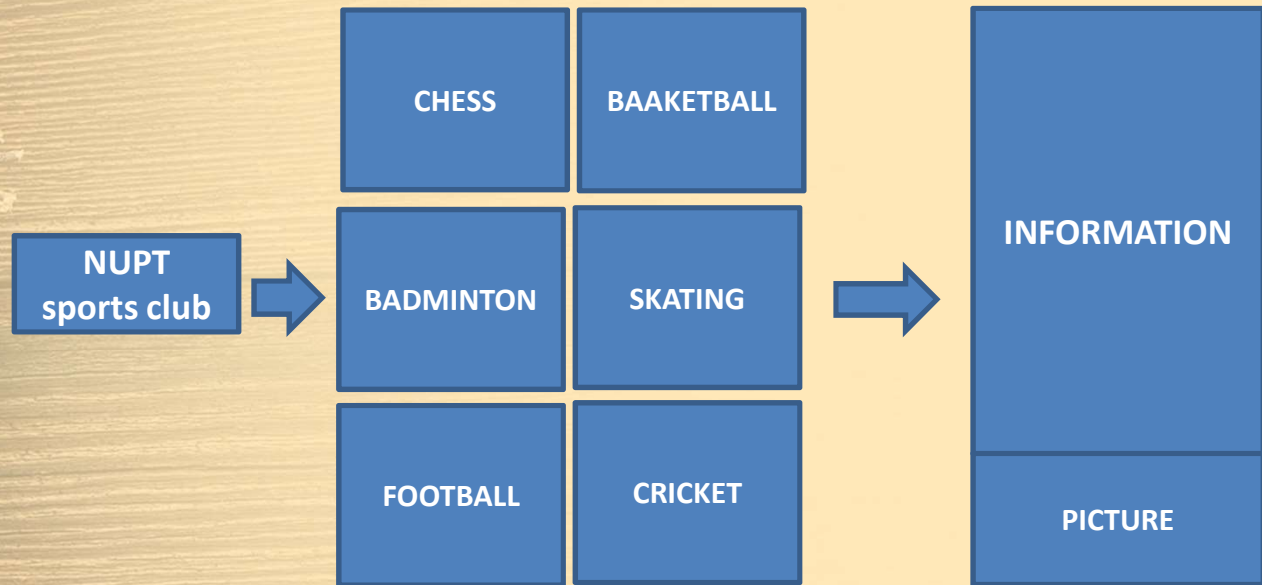 CHESS
BAAKETBALL
NUPT
sports club
BADMINTON
SKATING
FOOTBALL
CRICKET
INFORMATION
PICTURE